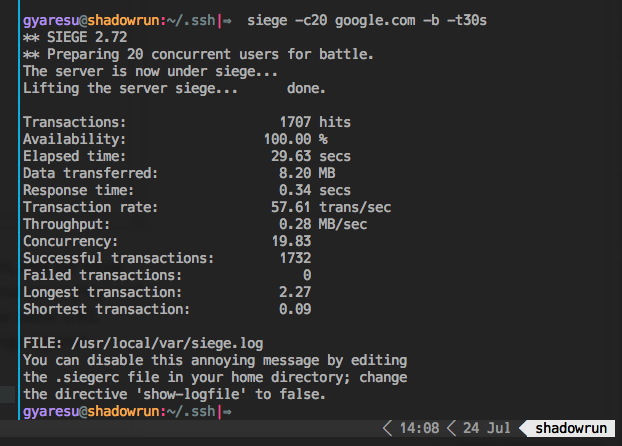 gyaresu@shadowrun:~/.ssh|⇒  siege -c20 google.com -b -t30s
** SIEGE 2.72
** Preparing 20 concurrent users for battle.
The server is now under siege...
Lifting the server siege...      done.

Transactions:                   1707 hits
Availability:                 100.00 %
Elapsed time:                  29.63 secs
Data transferred:               8.20 MB
Response time:                  0.34 secs
Transaction rate:              57.61 trans/sec
Throughput:                     0.28 MB/sec
Concurrency:                   19.83
Successful transactions:        1732
Failed transactions:               0
Longest transaction:            2.27
Shortest transaction:           0.09

FILE: /usr/local/var/siege.log
You can disable this annoying message by editing
the .siegerc file in your home directory; change
the directive 'show-logfile' to false.
gyaresu@shadowrun:~/.ssh|⇒
14:08 24 Jul shadowrun